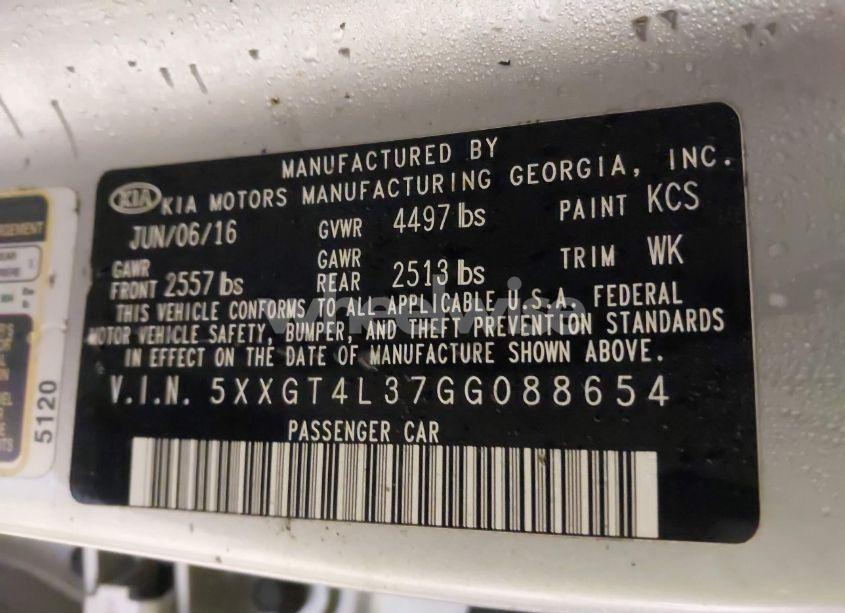 MANUFACTURED BY
KIA KIA MOTORS MANUFACTURING GEORGIA, INC.
JUN/06/16 GVWR 4497 lbs PAINT KCS
GAWR FRONT 2557 lbs GAWR REAR 2513 lbs TRIM WK
THIS VEHICLE CONFORMS TO ALL APPLICABLE U.S.A. FEDERAL
MOTOR VEHICLE SAFETY, BUMPER, AND THEFT PREVENTION STANDARDS
IN EFFECT ON THE DATE OF MANUFACTURE SHOWN ABOVE.
V.I.N. 5XXGT4L37GG088654
PASSENGER CAR
5120
wheelwise